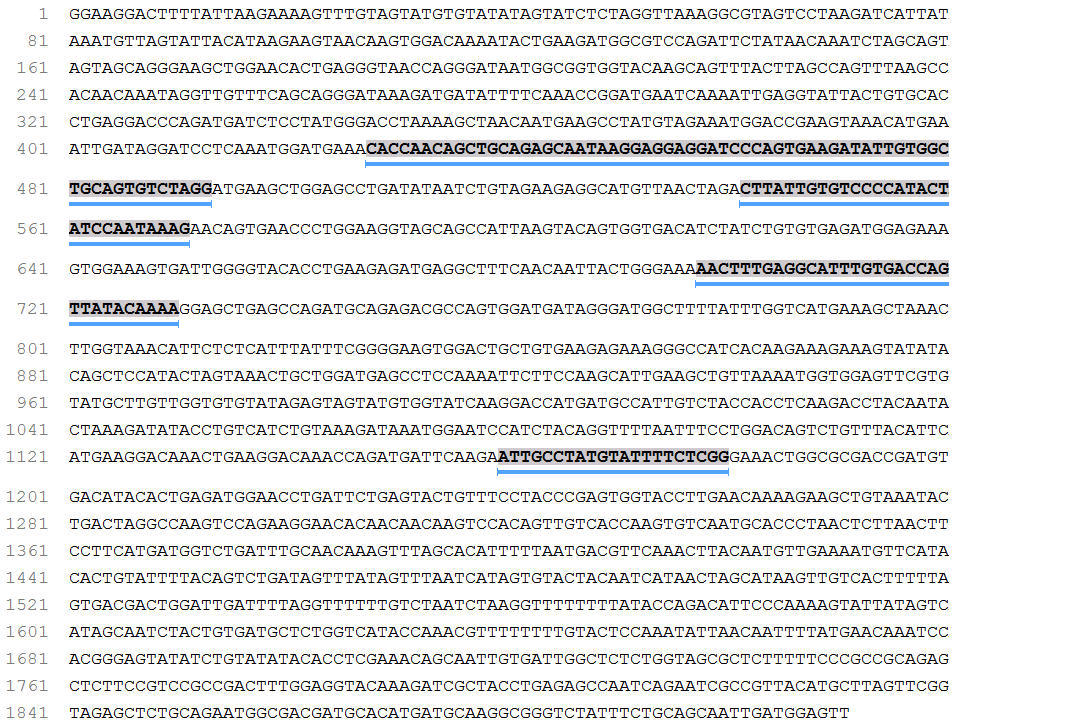 1 GGAAGGACTTTTATTAAGAAAAGTTTGTAGTATGTGTATATAGTATCTCTAGGTTAAAGGCGTAGTCCTAAGATCATTAT
81 AAATGTTAGTATTACATAAGAAGTAACAAGTGGACAAAATACTGAAGATGGCGTCCAGATTCTATAACAAATCTAGCAGT
161 AGTAGCAGGGAAGCTGGAACACTGAGGGTAACCAGGGATAATGGCGGTGGTACAAGCAGTTTACTTAGCCAGTTTAAGCC
241 ACAACAAATAGGTTGTTTCAGCAGGGATAAAGATGATATTTTCAAACCGGATGAATCAAAATTGAGGTATTACTGTGCAC
321 CTGAGGACCCAGATGATCTCCTATGGGACCTAAAAGCTAACAATGAAGCCTATGTAGAAATGGACCGAAGTAAACATGAA
401 ATTGATAGGATCCTCAAATGGATGAAACACCAACAGCTGCAGAGCAATAAGGAGGAGGATCCCAGTGAAGATATTGTGGC
481 TGCAGTGTCTAGGATGAAGCTGGAGCCTGATATAATCTGTAGAAGAGGCATGTTAACTAGACTTATTGTGTCCCCATACT
561 ATCCAATAAAGAACAGTGAACCCTGGAAGGTAGCAGCCATTAAGTACAGTGGTGACATCTATCTGTGTGAGATGGAGAAA
641 GTGGAAAGTGATTGGGGTACACCTGAAGAGATGAGGCTTTCAACAATTACTGGGAAAAACTTTGAGGCATTTGTGACCAG
721 TTATACAAAAGGAGCTGAGCCAGATGCAGAGACGCCAGTGGATGATAGGGATGGCTTTTATTTGGTCATGAAAGCTAAAC
801 TTGGTAAACATTCTCTCATTTATTTCGGGGAAGTGGACTGCTGTGAAGAGAAAGGGCCATCACAAGAAAGAAAGTATATA
881 CAGCTCCATACTAGTAAACTGCTGGATGAGCCTCCAAAATTCTTCCAAGCATTGAAGCTGTTAAAATGGTGGAGTTCGTG
961 TATGCTTGTTGGTGTGTATAGAGTAGTATGTGGTATCAAGGACCATGATGCCATTGTCTACCACCTCAAGACCTACAATA
1041 CTAAAGATATACCTGTCATCTGTAAAGATAAATGGAATCCATCTACAGGTTTTAATTTCCTGGACAGTCTGTTTACATTC
1121 ATGAAGGACAAACTGAAGGACAAACCAGATGATTCAAGAATTGCCTATGTATTTTCTCGGGAAACTGGCGCGACCGATGT
1201 GACATACACTGAGATGGAACCTGATTCTGAGTACTGTTTCCTACCCGAGTGGTACCTTGAACAAAAGAAGCTGTAAATAC
1281 TGACTAGGCCAAGTCCAGAAGGAACACAACAACAAGTCCACAGTTGTCACCAAGTGTCAATGCACCCTAACTCTTAACTT
1361 CCTTCATGATGGTCTGATTTGCAACAAAGTTTAGCACATTTTTAATGACGTTCAAACTTACAATGTTGAAAATGTTCATA
1441 CACTGTATTTTACAGTCTGATAGTTTATAGTTTAATCATAGTGTACTACAATCATAACTAGCATAAGTTGTCACTTTTTA
1521 GTGACGACTGGATTGATTTTAGGTTTTTTGTCTAATCTAAGGTTTTTTTTATACCAGACATTCCCAAAAGTATTATAGTC
1601 ATAGCAATCTACTGTGATGCTCTGGTCATACCAAACGTTTTTTTTGTACTCCAAATATTAACAATTTTATGAACAAATCC
1681 ACGGGAGTATATCTGTATATACACCTCGAAACAGCAATTGTGATTGGCTCTCTGGTAGCGCTCTTTTTCCCGCCGCAGAG
1761 CTCTTCCGTCCGCCGACTTTGGAGGTACAAAGATCGCTACCTGAGAGCCAATCAGAATCGCCGTTACATGCTTAGTTCGG
1841 TAGAGCTCTGCAGAATGGCGACGATGCACATGATGCAAGGCGGGTCTATTTCTGCAGCAATTGATGGAGTT